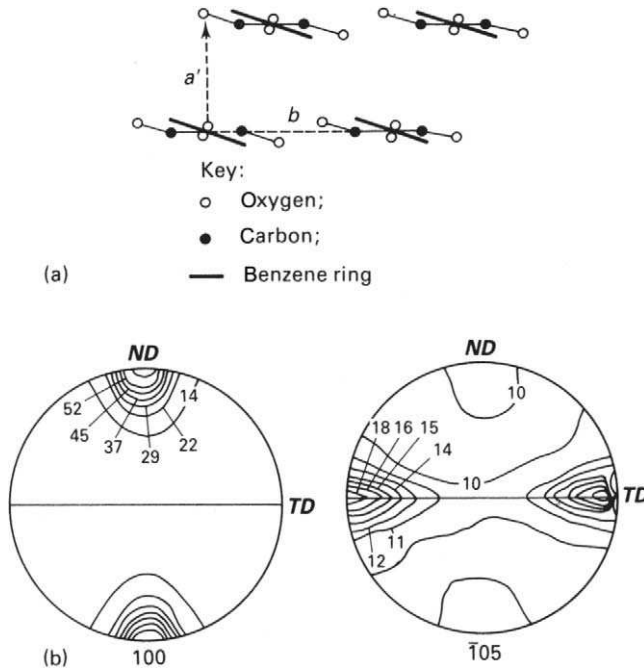 a′
b
Key:
Oxygen;
Carbon;
Benzene ring
(a)
ND
ND
52
14
45
37
29
22
TD
10
18
16
15
14
10
TD
12
11
(b)
100
1̄05